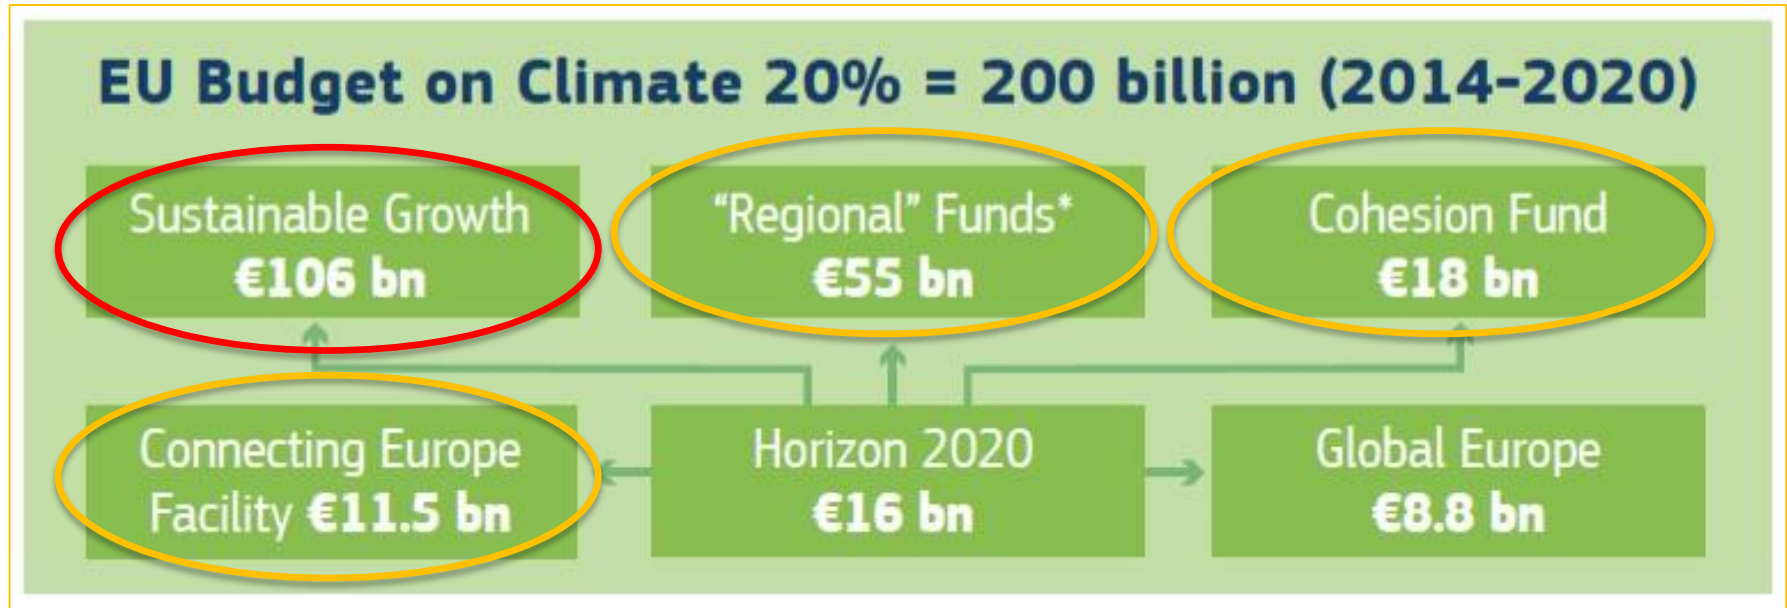 EU Budget on Climate 20% = 200 billion (2014-2020)
Sustainable Growth
€106 bn
“Regional” Funds*
€55 bn
Cohesion Fund
€18 bn
Connecting Europe
Facility €11.5 bn
Horizon 2020
€16 bn
Global Europe
€8.8 bn